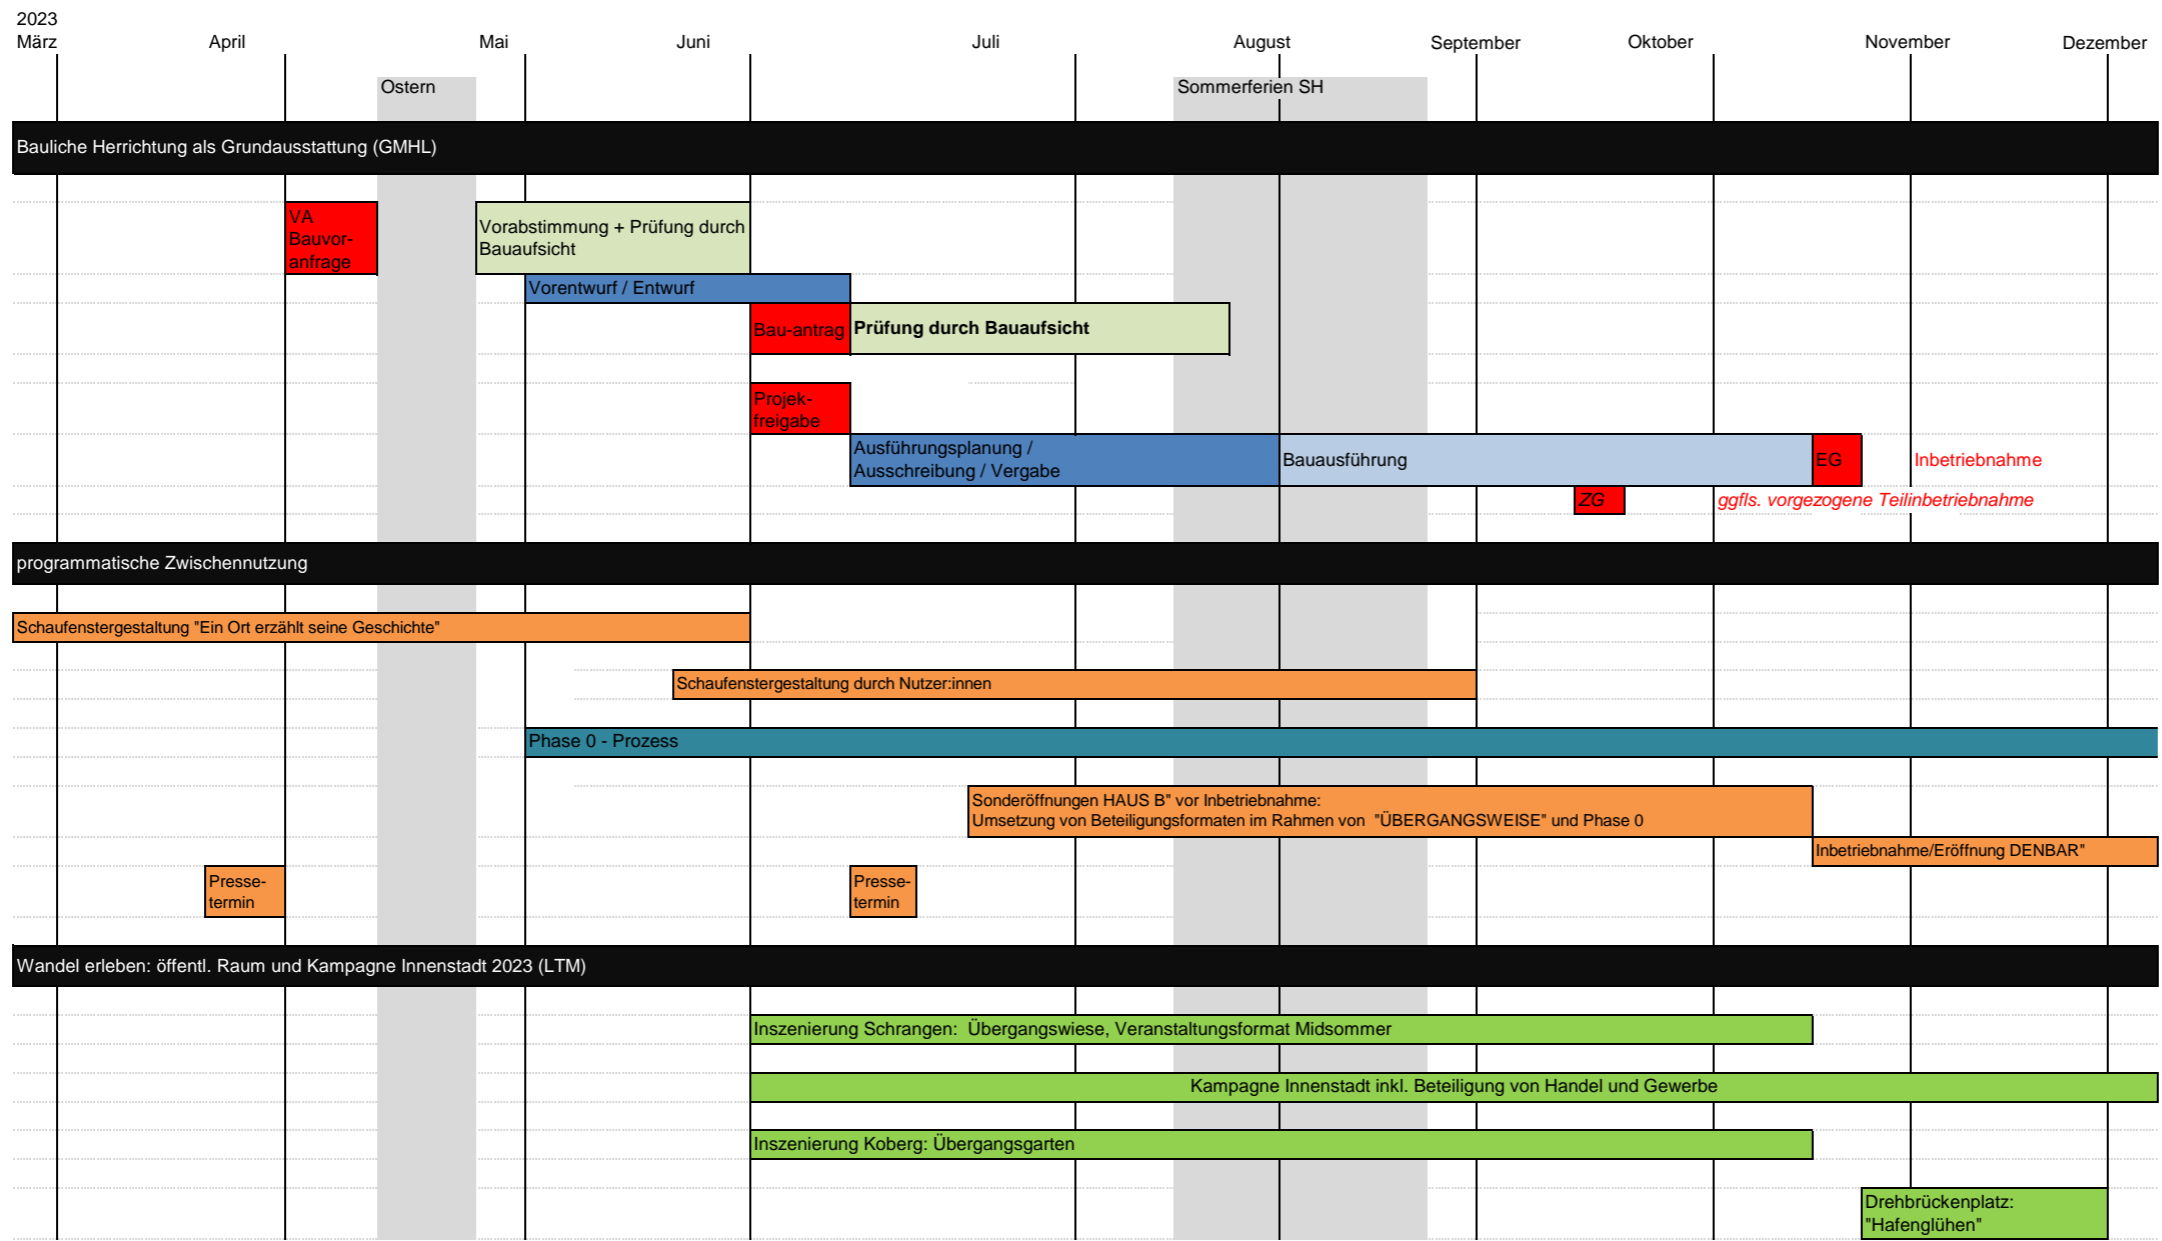 2023
März April Mai Juni Juli August September Oktober November Dezember
Ostern Sommerferien SH
Bauliche Herrichtung als Grundausstattung (GMHL)
VA
Bauvor-
anfrage
Vorabstimmung + Prüfung durch
Bauaufsicht
Vorentwurf / Entwurf
Bau-antrag
Prüfung durch Bauaufsicht
Projek-
freigabe
Ausführungsplanung /
Ausschreibung / Vergabe
Bauausführung
EG
Inbetriebnahme
ZG
ggfls. vorgezogene Teilinbetriebnahme
programmatische Zwischennutzung
Schaufenstergestaltung "Ein Ort erzählt seine Geschichte"
Schaufenstergestaltung durch Nutzer:innen
Phase 0 - Prozess
Sonderöffnungen HAUS B" vor Inbetriebnahme:
Umsetzung von Beteiligungsformaten im Rahmen von "ÜBERGANGSWEISE" und Phase 0
Inbetriebnahme/Eröffnung DENBAR"
Presse-
termin
Presse-
termin
Wandel erleben: öffentl. Raum und Kampagne Innenstadt 2023 (LTM)
Inszenierung Schrangen: Übergangswiese, Veranstaltungsformat Midsommer
Kampagne Innenstadt inkl. Beteiligung von Handel und Gewerbe
Inszenierung Koberg: Übergangsgarten
Drehbrückenplatz:
"Hafenglühen"